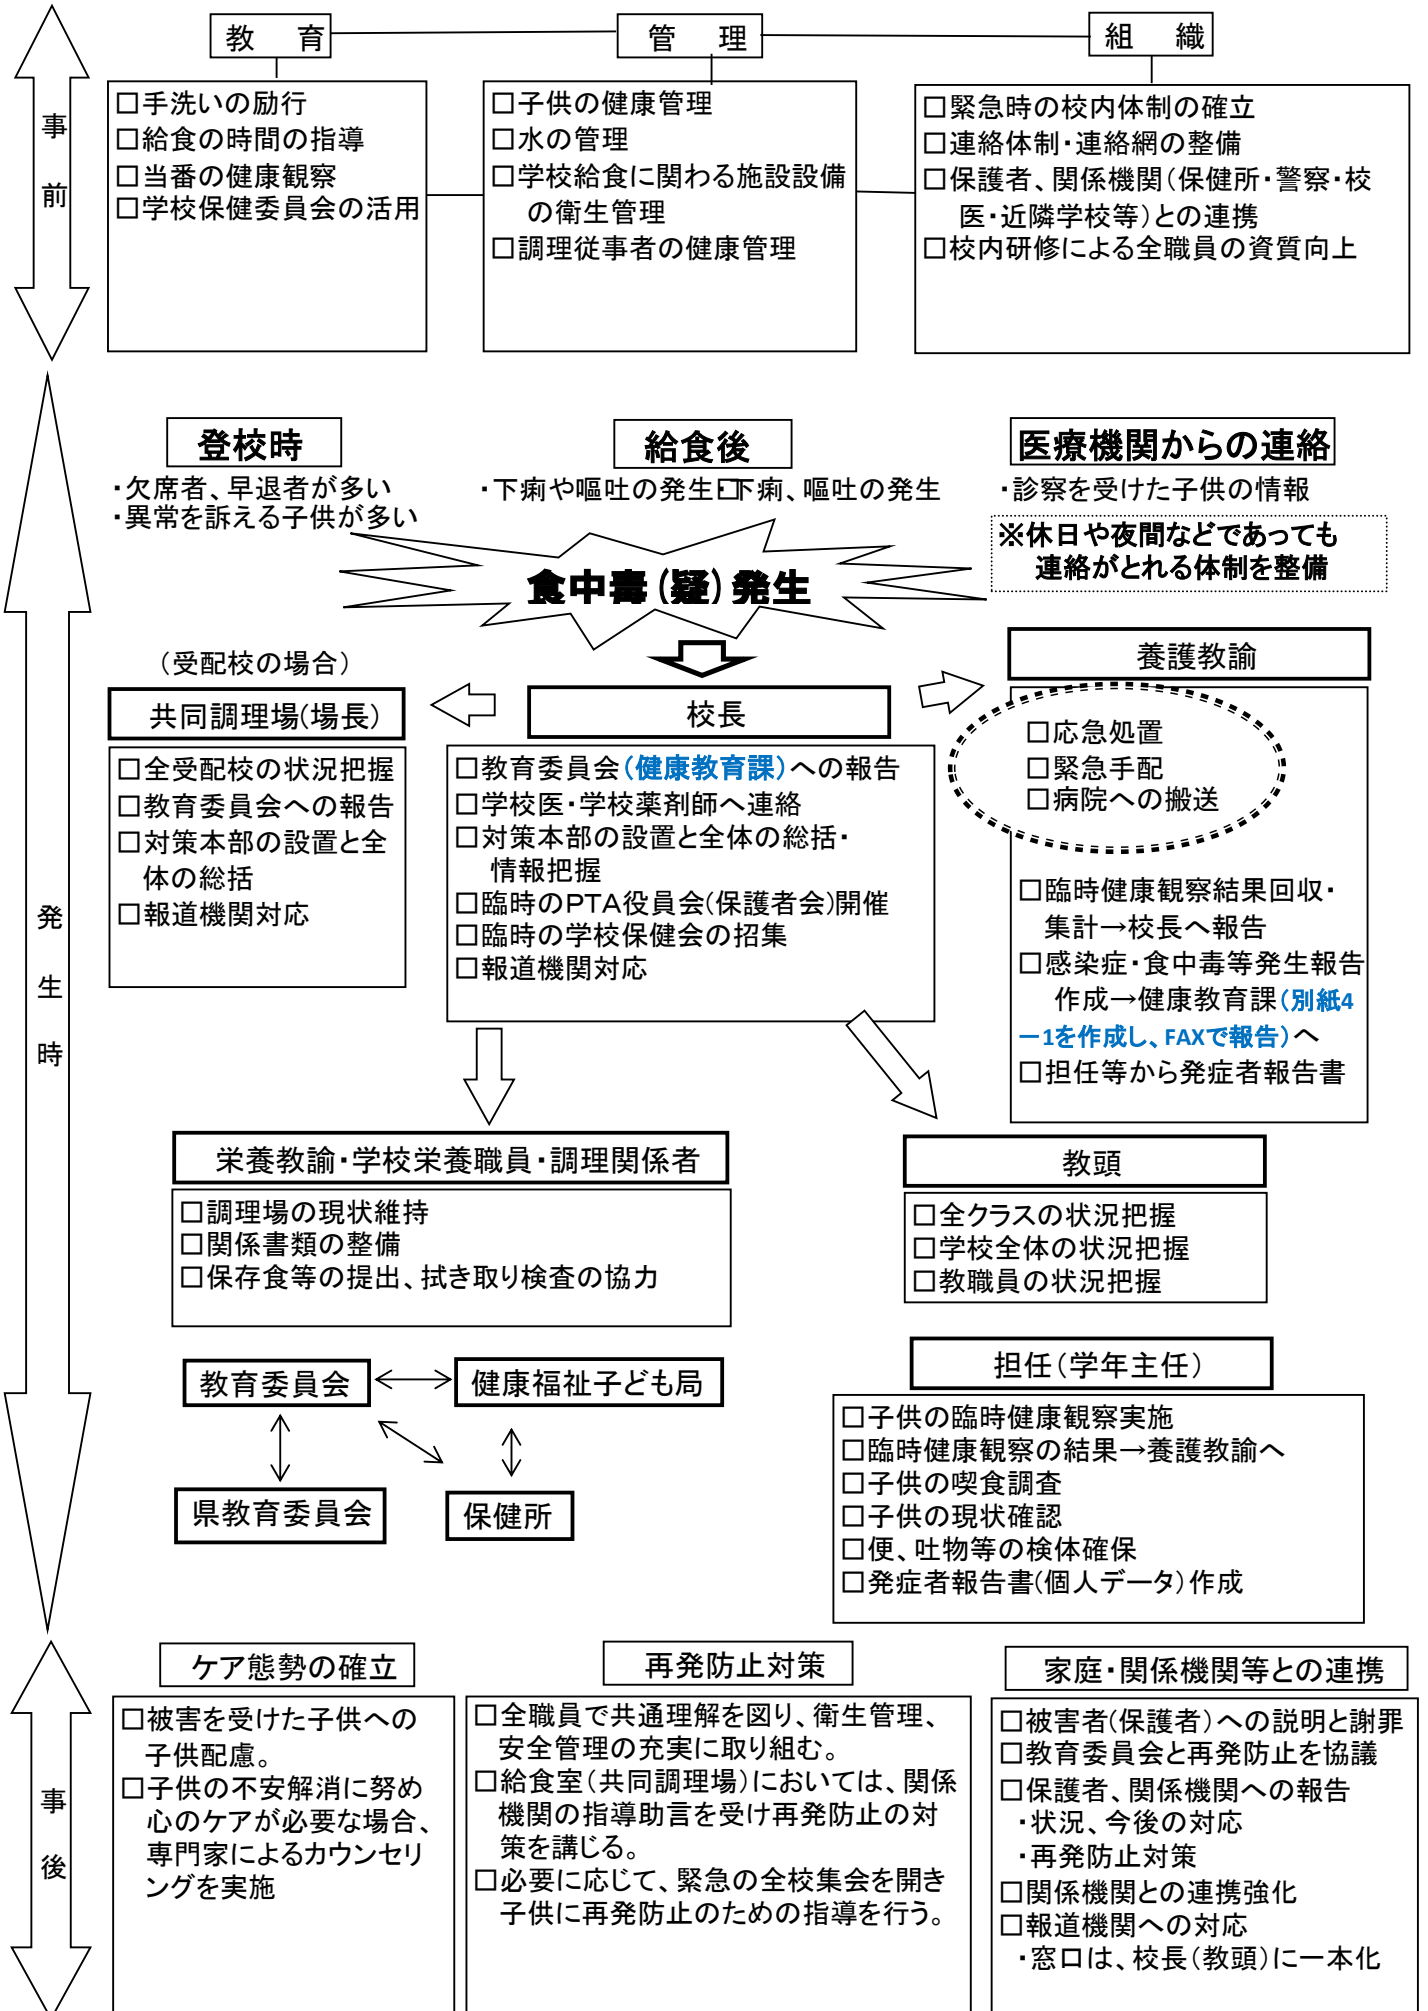 事前
教　育
管　理
組　織
□手洗いの励行
□給食の時間の指導
□当番の健康観察
□学校保健委員会の活用
□子供の健康管理
□水の管理
□学校給食に関わる施設設備
の衛生管理
□調理従事者の健康管理
□緊急時の校内体制の確立
□連絡体制・連絡網の整備
□保護者、関係機関(保健所・警察・校
医・近隣学校等)との連携
□校内研修による全職員の資質向上
発生時
登校時
・欠席者、早退者が多い
・異常を訴える子供が多い
給食後
・下痢や嘔吐の発生□下痢、嘔吐の発生
医療機関からの連絡
・診察を受けた子供の情報
※休日や夜間などであっても
連絡がとれる体制を整備
食中毒(疑)発生
(受配校の場合)
共同調理場(場長)
□全受配校の状況把握
□教育委員会への報告
□対策本部の設置と全
体の総括
□報道機関対応
校長
□教育委員会(健康教育課)への報告
□学校医・学校薬剤師へ連絡
□対策本部の設置と全体の総括・
情報把握
□臨時のPTA役員会(保護者会)開催
□臨時の学校保健会の招集
□報道機関対応
養護教諭
□応急処置
□緊急手配
□病院への搬送
□臨時健康観察結果回収・
集計→校長へ報告
□感染症・食中毒等発生報告
作成→健康教育課(別紙4
－1を作成し、FAXで報告)へ
□担任等から発症者報告書
栄養教諭・学校栄養職員・調理関係者
□調理場の現状維持
□関係書類の整備
□保存食等の提出、拭き取り検査の協力
教頭
□全クラスの状況把握
□学校全体の状況把握
□教職員の状況把握
教育委員会
健康福祉子ども局
県教育委員会
保健所
担任(学年主任)
□子供の臨時健康観察実施
□臨時健康観察の結果→養護教諭へ
□子供の喫食調査
□子供の現状確認
□便、吐物等の検体確保
□発症者報告書(個人データ)作成
事後
ケア態勢の確立
□被害を受けた子供への
子供配慮。
□子供の不安解消に努め
心のケアが必要な場合、
専門家によるカウンセリ
ングを実施
再発防止対策
□全職員で共通理解を図り、衛生管理、
安全管理の充実に取り組む。
□給食室(共同調理場)においては、関係
機関の指導助言を受け再発防止の対
策を講じる。
□必要に応じて、緊急の全校集会を開き
子供に再発防止のための指導を行う。
家庭・関係機関等との連携
□被害者(保護者)への説明と謝罪
□教育委員会と再発防止を協議
□保護者、関係機関への報告
・状況、今後の対応
・再発防止対策
□関係機関との連携強化
□報道機関への対応
・窓口は、校長(教頭)に一本化